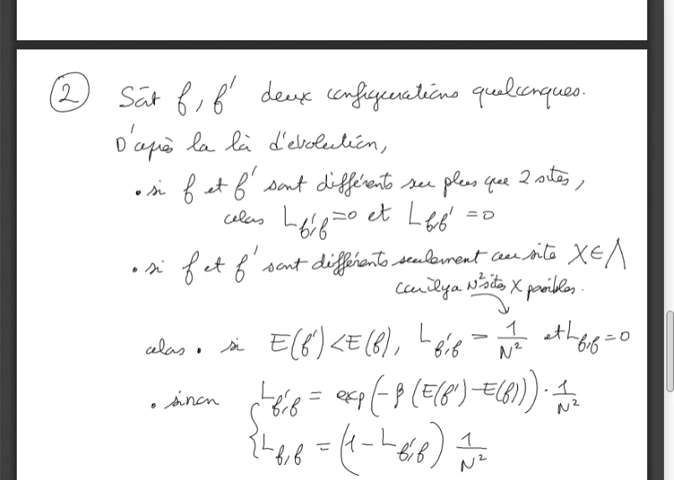 ② Soit f, f' deux configurations quelconques.
D'après la loi d'évolution,
• si f et f' sont différents sur plus que 2 sites,
alors L_{f',f} = 0 et L_{f,f'} = 0
• si f et f' sont différents seulement au site X ∈ Λ
car il y a N² sites X possibles.
alors • si E(f') < E(f), L_{f',f} = 1/N² et L_{f,f} = 0
• sinon L_{f',f} = exp(-β(E(f') - E(f))) · 1/N²
L_{f,f} = (1 - L_{f',f}) 1/N²